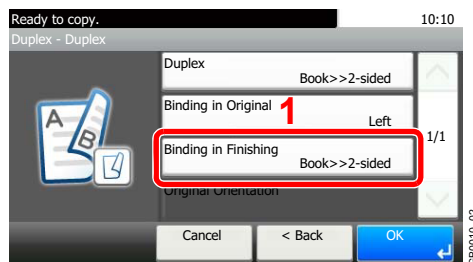 Ready to copy.
10:10
Duplex - Duplex
Duplex
Book>>2-sided
Binding in Original
1
Left
Binding in Finishing
Book>>2-sided
1/1
Original Orientation
A
B
Cancel
< Back
OK